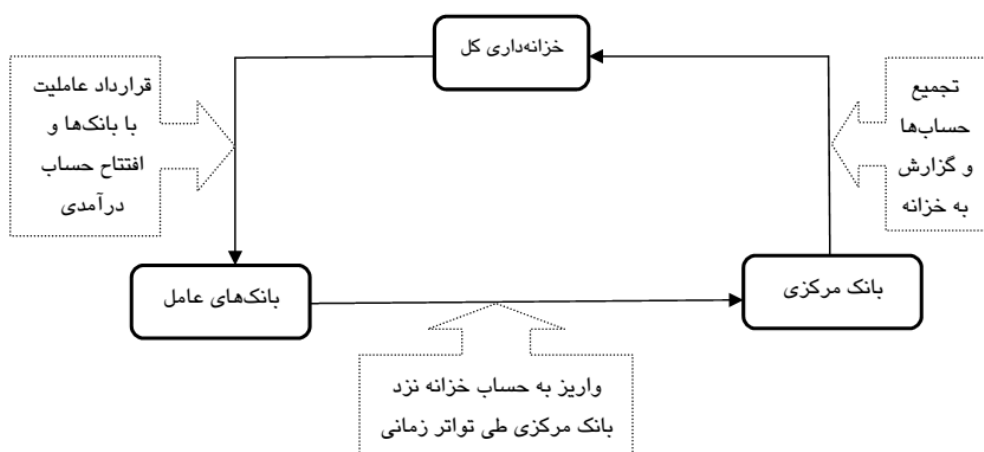 خزانه‌داری کل
تجمیع
حساب‌ها
و گزارش
به خزانه
قرارداد عاملیت
با بانک‌ها و
افتتاح حساب
درآمدی
بانک مرکزی
بانک‌های عامل
واریز به حساب خزانه نزد
بانک مرکزی طی تواتر زمانی